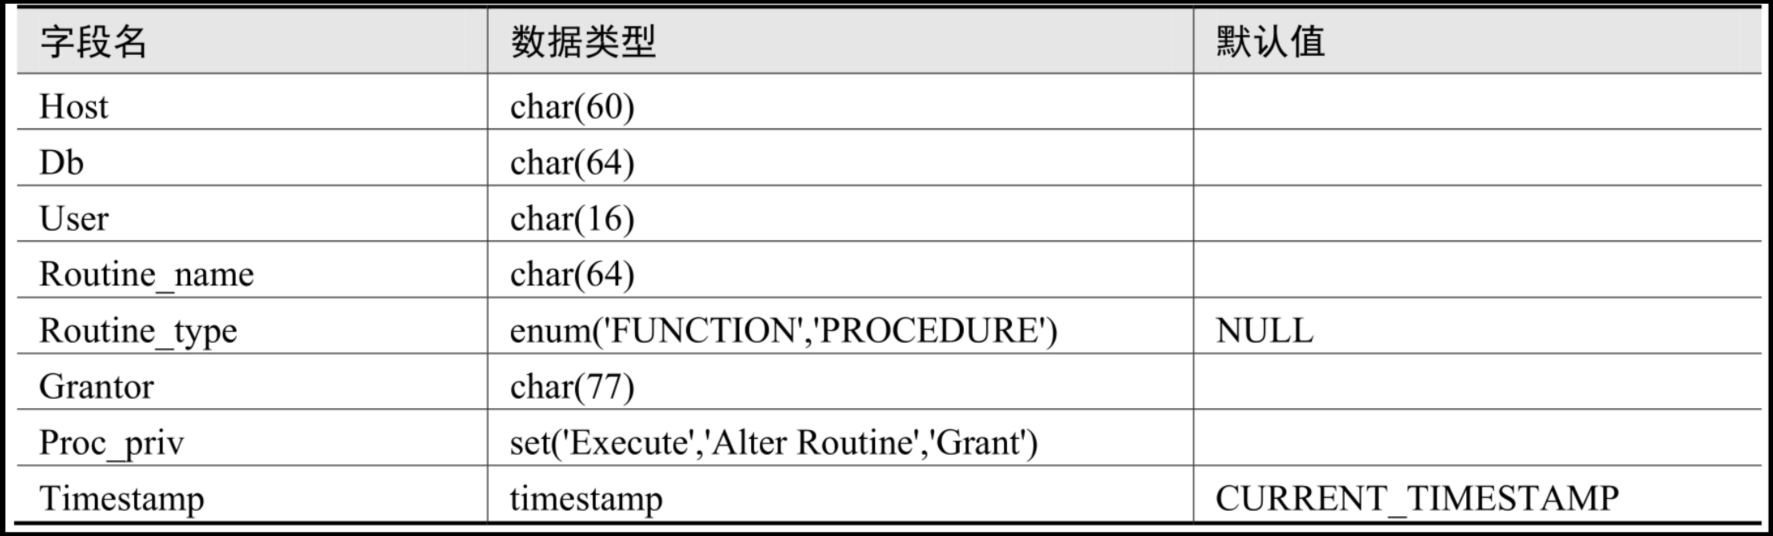 字段名 数据类型 默认值
Host char(60)
Db char(64)
User char(16)
Routine_name char(64)
Routine_type enum('FUNCTION','PROCEDURE') NULL
Grantor char(77)
Proc_priv set('Execute','Alter Routine','Grant')
Timestamp timestamp CURRENT_TIMESTAMP